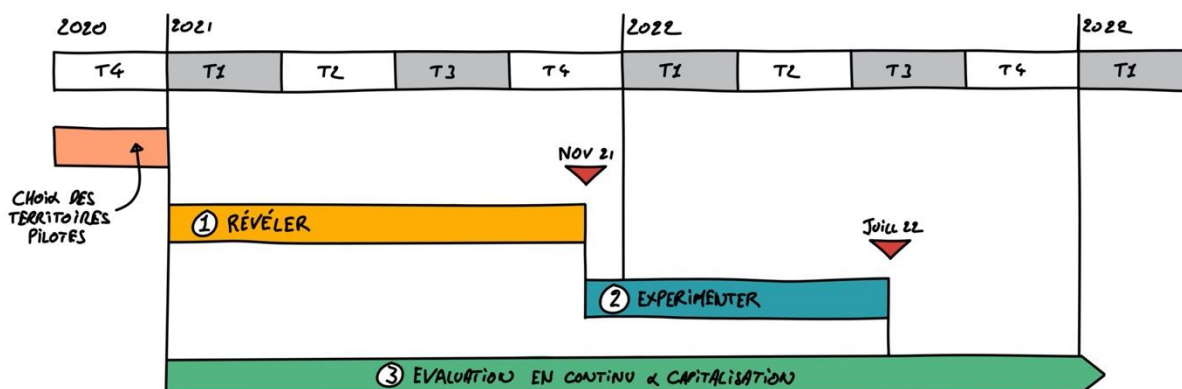 2020
2021
2022
2022
T4
T1
T2
T3
T4
T1
T2
T3
T4
T1
NOV 21
CHOIX DES
TERRITOIRES
PILOTES
1 RÉVÉLER
JUILL 22
2 EXPERIMENTER
3 EVALUATION EN CONTINU & CAPITALISATION